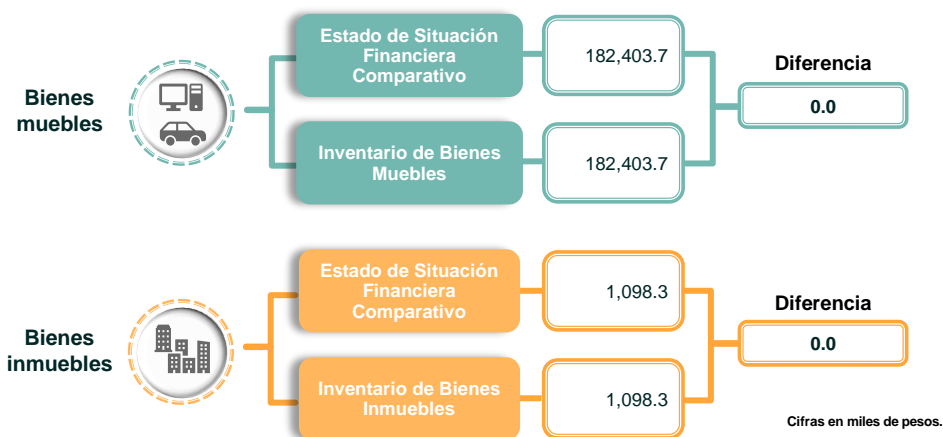 Bienes
muebles
Estado de Situación
Financiera
Comparativo
182,403.7
Inventario de Bienes
Muebles
182,403.7
Diferencia
0.0
Bienes
inmuebles
Estado de Situación
Financiera
Comparativo
1,098.3
Inventario de Bienes
Inmuebles
1,098.3
Diferencia
0.0
Cifras en miles de pesos.